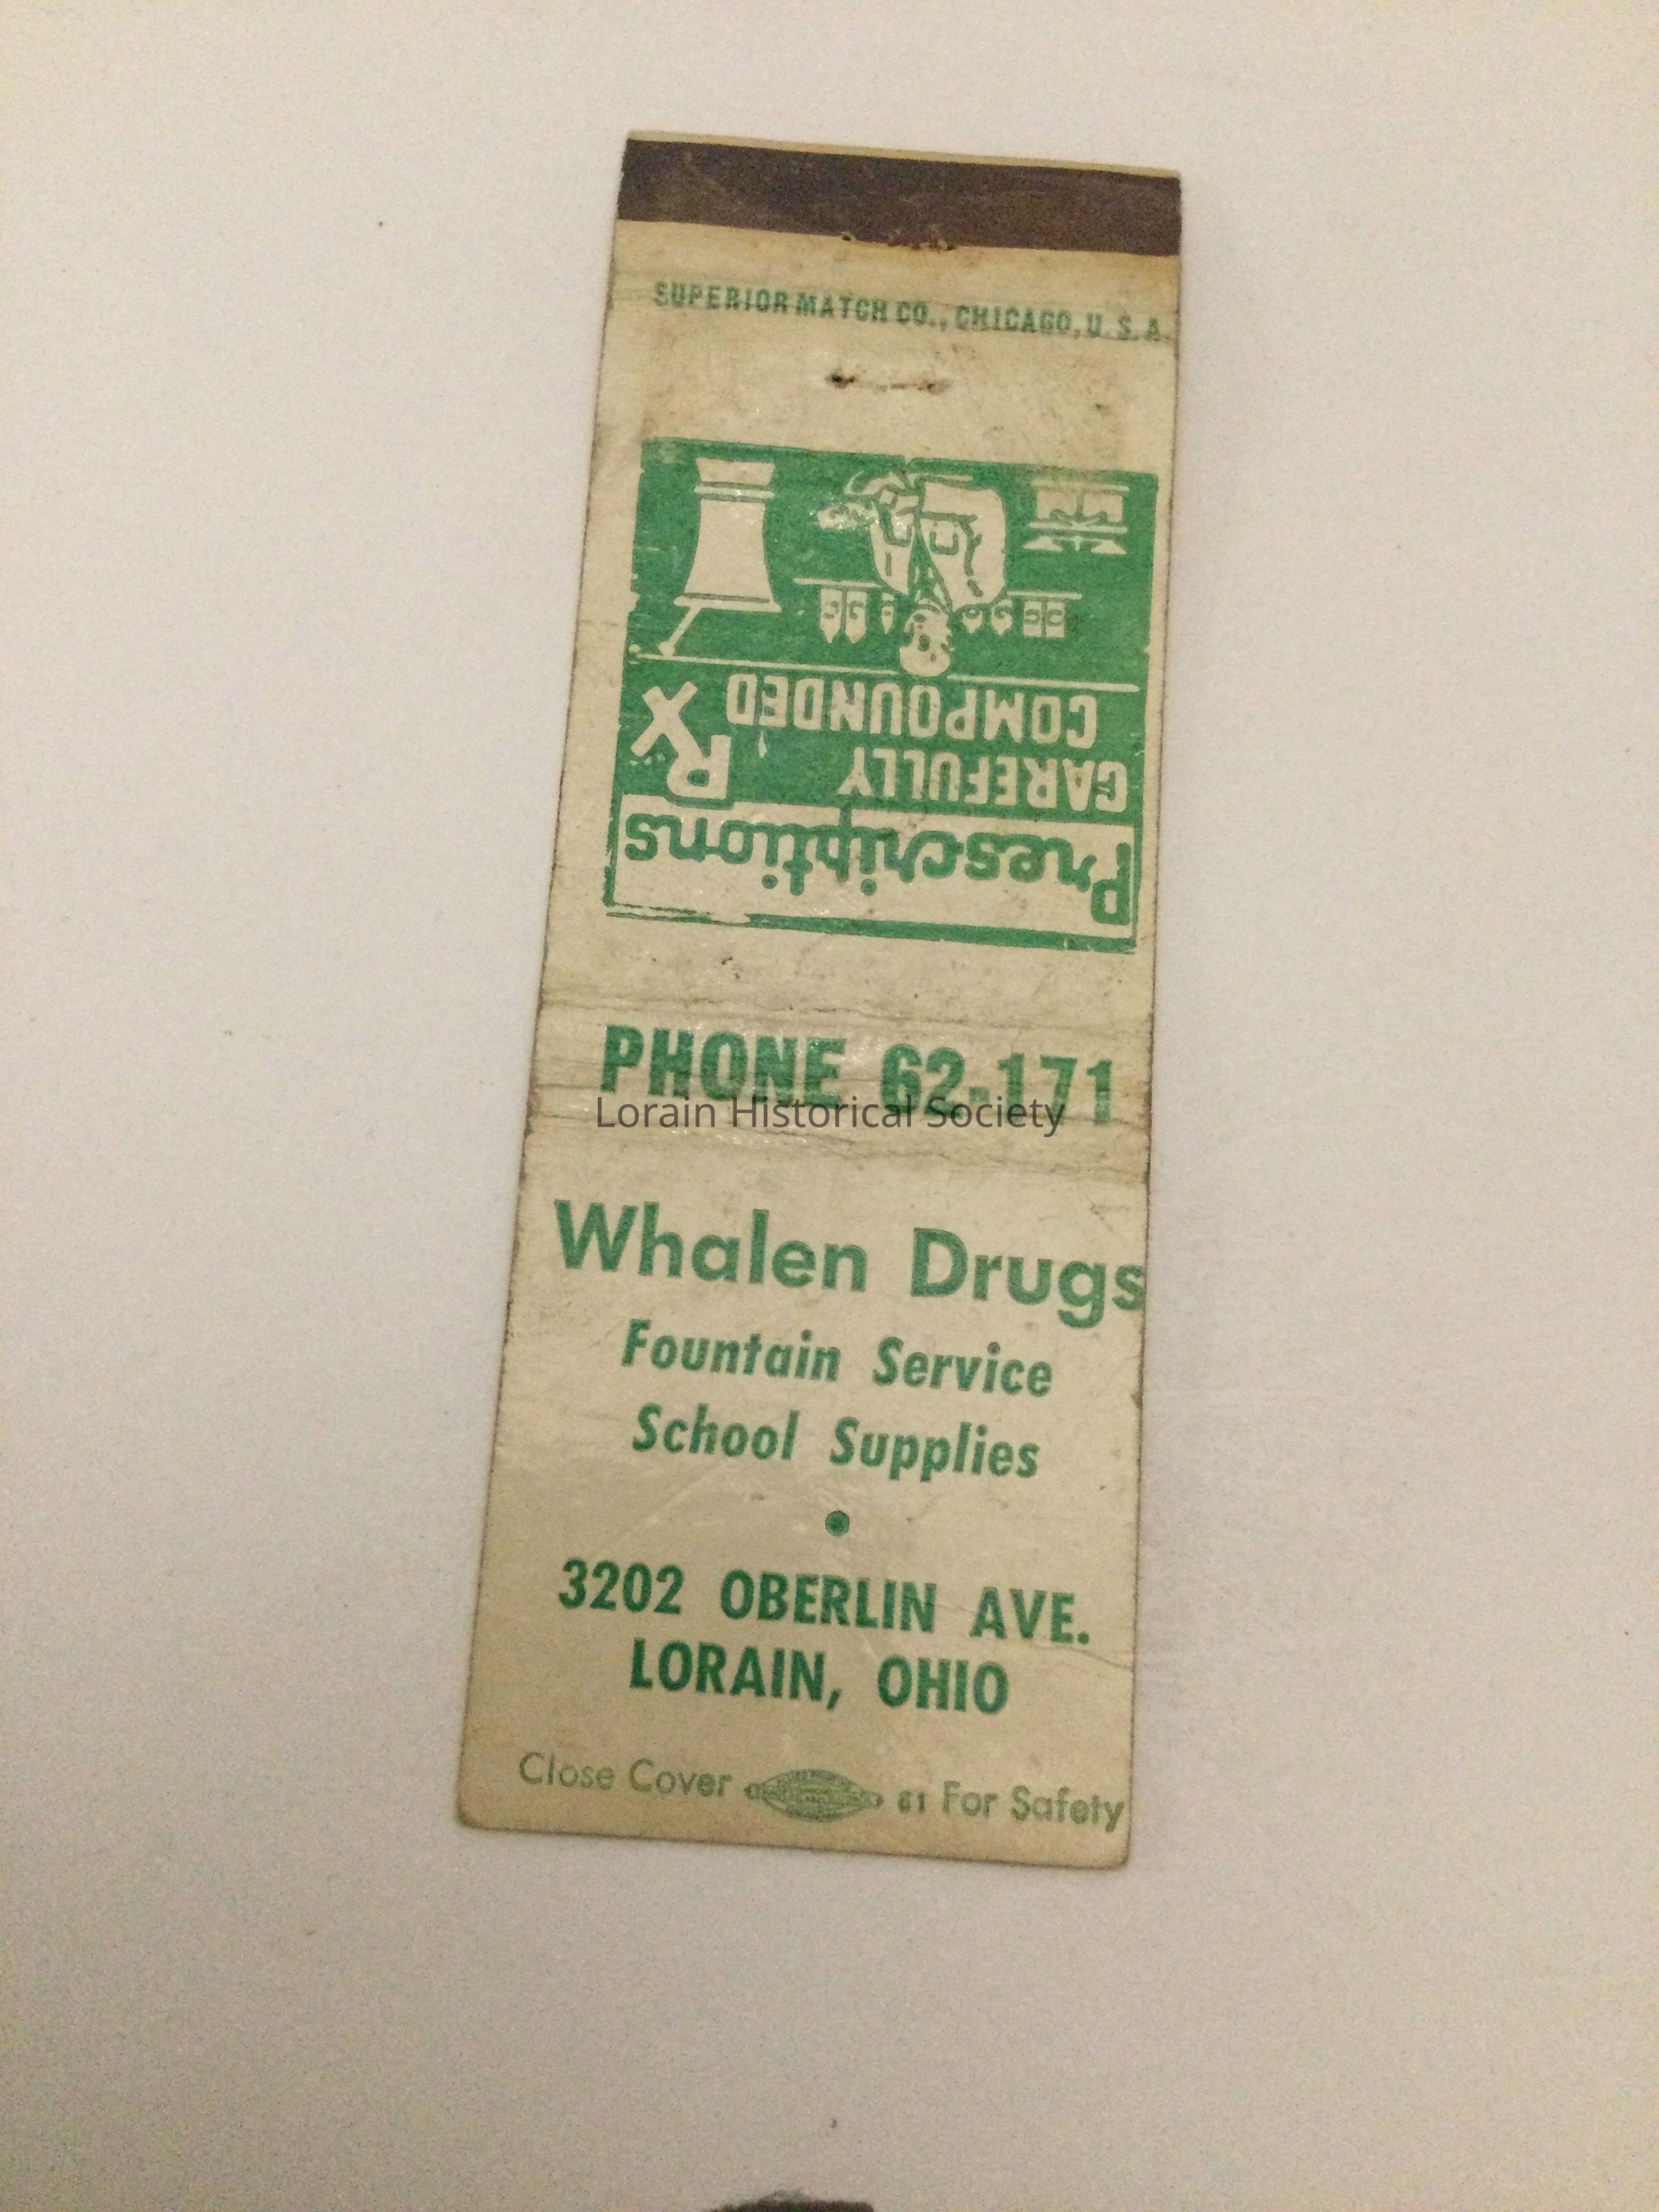 SUPERIOR MATCH CO., CHICAGO, U.S.A.
Prescriptions
CAREFULLY
COMPOUNDED
Rx
PHONE 62-171
Lorain Historical Society
Whalen Drugs
Fountain Service
School Supplies
•
3202 OBERLIN AVE.
LORAIN, OHIO
Close Cover 61 For Safety